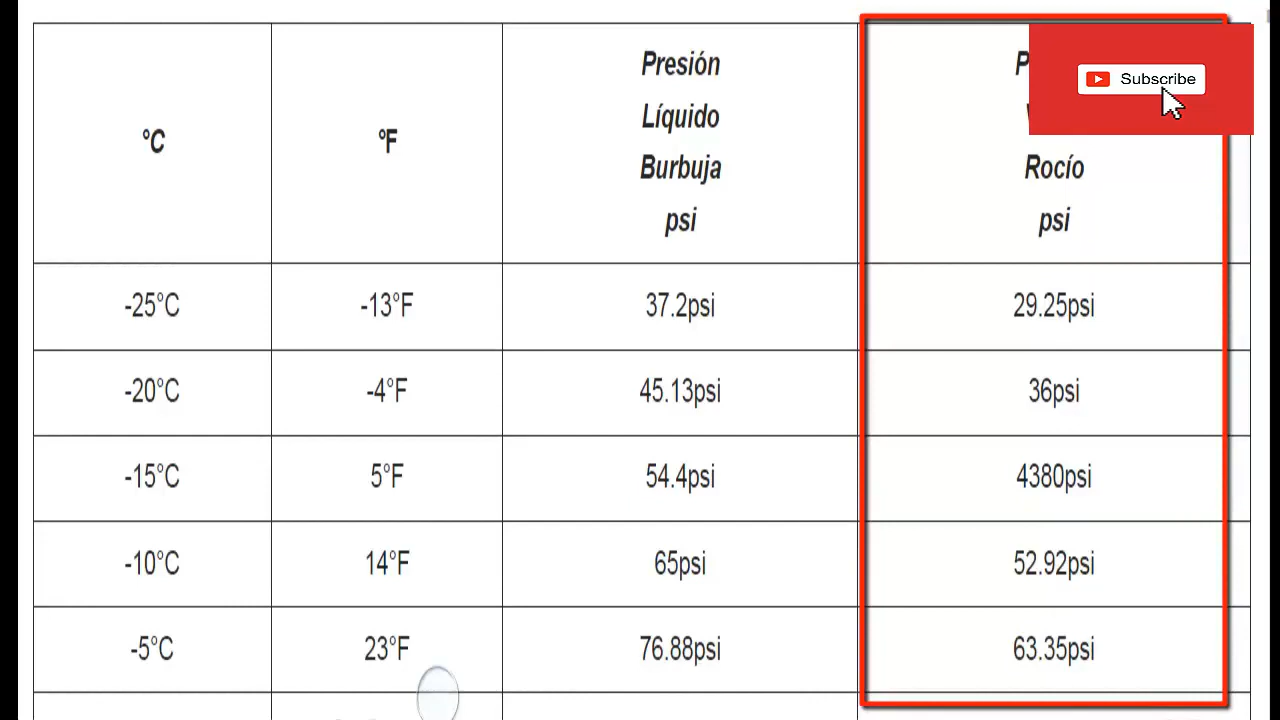 °C °F Presión Líquido Burbuja psi Rocío psi
Subscribe
-25°C -13°F 37.2psi 29.25psi
-20°C -4°F 45.13psi 36psi
-15°C 5°F 54.4psi 4380psi
-10°C 14°F 65psi 52.92psi
-5°C 23°F 76.88psi 63.35psi